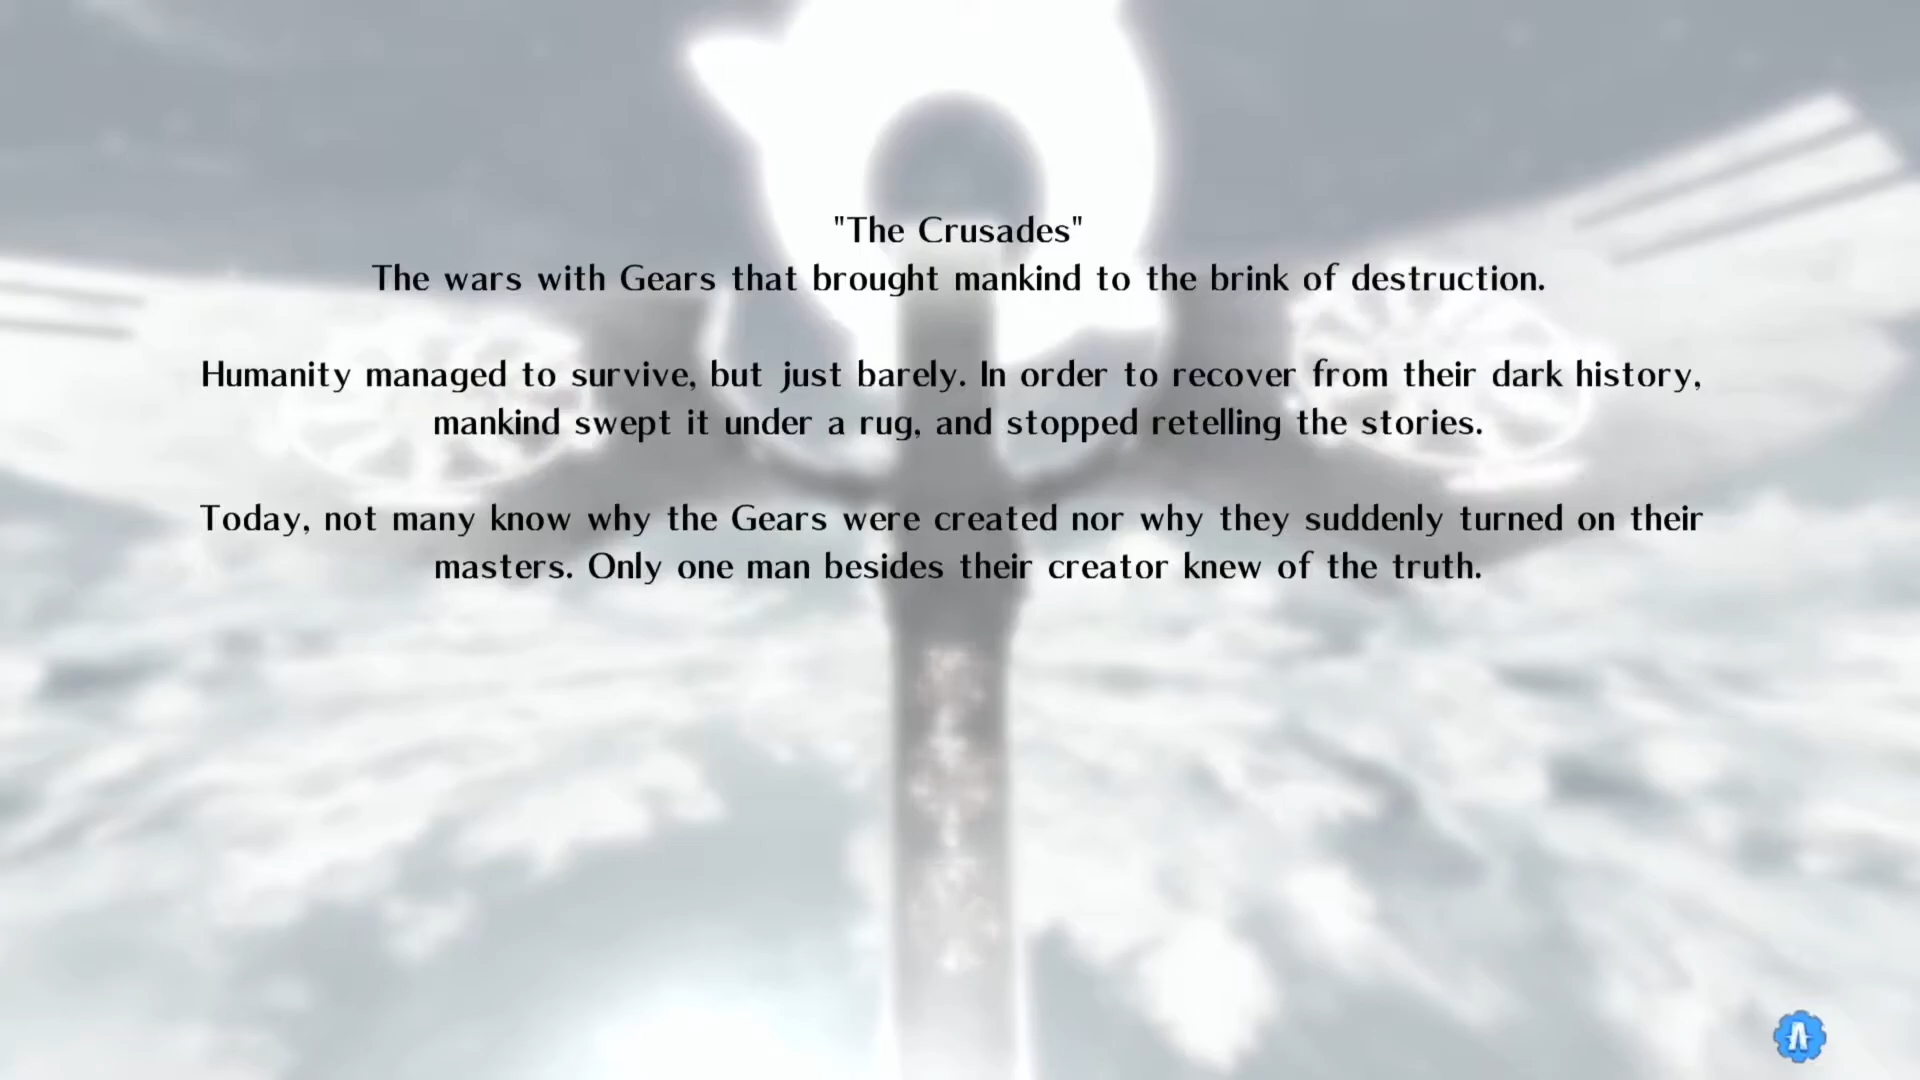 "The Crusades"
The wars with Gears that brought mankind to the brink of destruction.
Humanity managed to survive, but just barely. In order to recover from their dark history,
mankind swept it under a rug, and stopped retelling the stories.
Today, not many know why the Gears were created nor why they suddenly turned on their
masters. Only one man besides their creator knew of the truth.